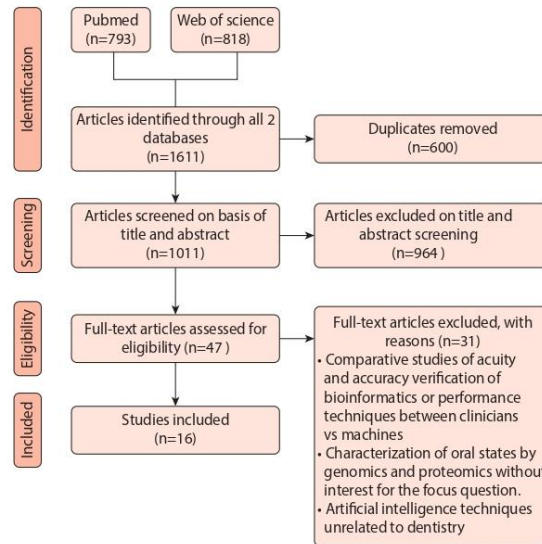 Identification
Pubmed
(n=793)
Web of science
(n=818)
Articles identified through all 2
databases
(n=1611)
Duplicates removed
(n=600)
Screening
Articles screened on basis of
title and abstract
(n=1011)
Articles excluded on title and
abstract screening
(n=964 )
Eligibility
Full-text articles assessed for
eligibility (n=47 )
Full-text articles excluded, with
reasons (n=31)
• Comparative studies of acuity
and accuracy verification of
bioinformatics or performance
techniques between clinicians
vs machines
• Characterization of oral states by
genomics and proteomics without
interest for the focus question.
• Artificial intelligence techniques
unrelated to dentistry
Included
Studies included
(n=16)